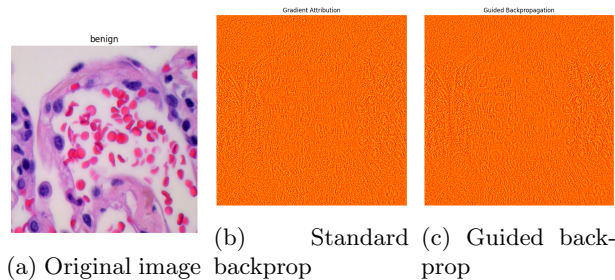 benign
Gradient Attribution
Guided Backpropagation
(a) Original image
(b) Standard
backprop
(c) Guided back-
prop